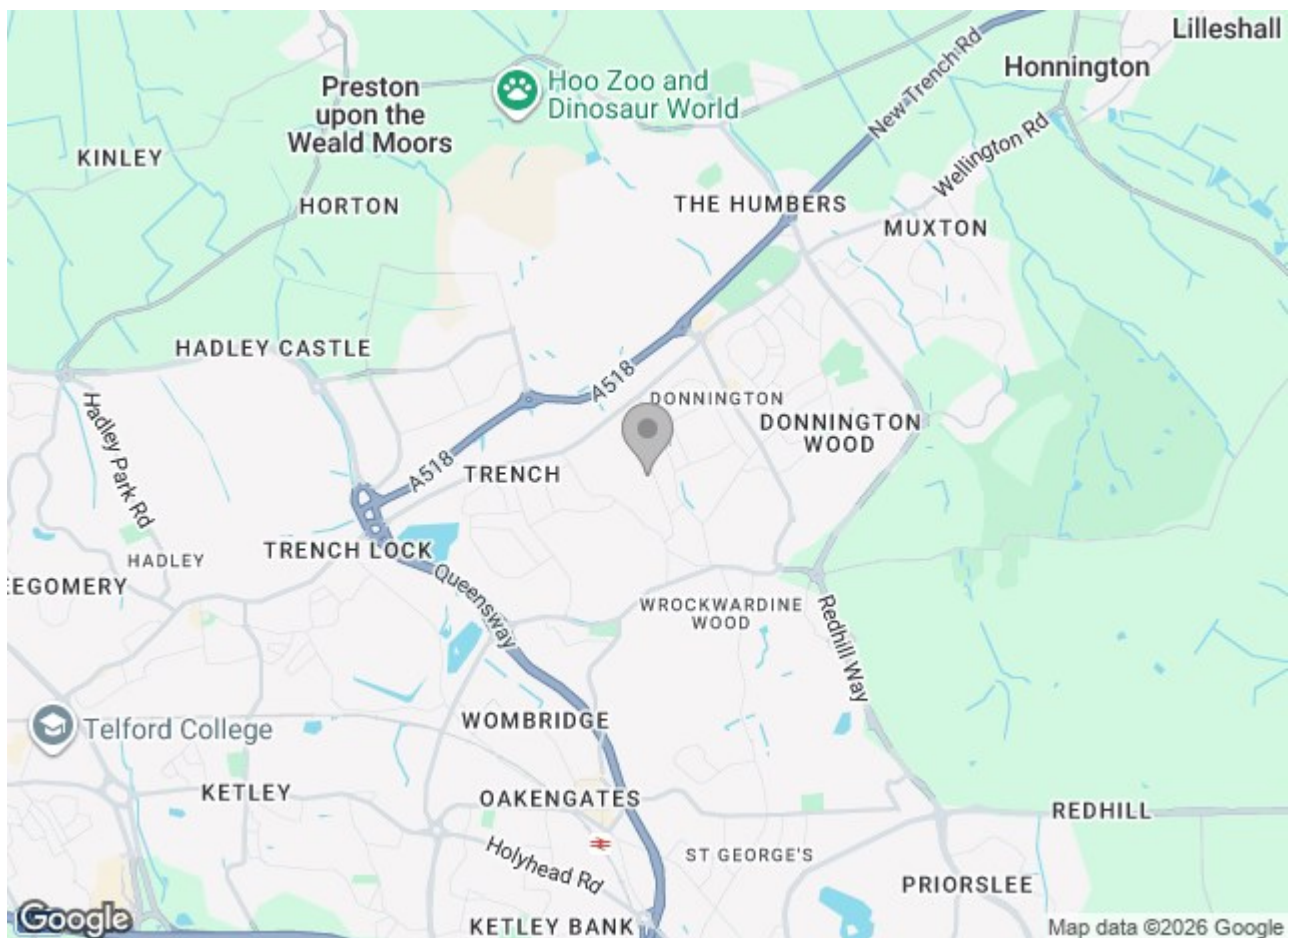 Lilleshall
Honnington
New Trench Rd
Preston
upon the
Weald Moors
Hoo Zoo and
Dinosaur World
KINLEY
Wellington Rd
HORTON
THE HUMBERS
MUXTON
HADLEY CASTLE
A518
DONNINGTON
DONNINGTON
WOOD
Hadley Park Rd
A518
TRENCH
TRENCH LOCK
HADLEY
EEGOMERY
Queensway
WROCKWARDINE
WOOD
Redhill Way
WOMBRIDGE
Telford College
KETLEY
OAKENGATES
REDHILL
Holyhead Rd
ST GEORGE'S
PRIORSLEE
KETLEY BANK
Google
Map data ©2026 Google